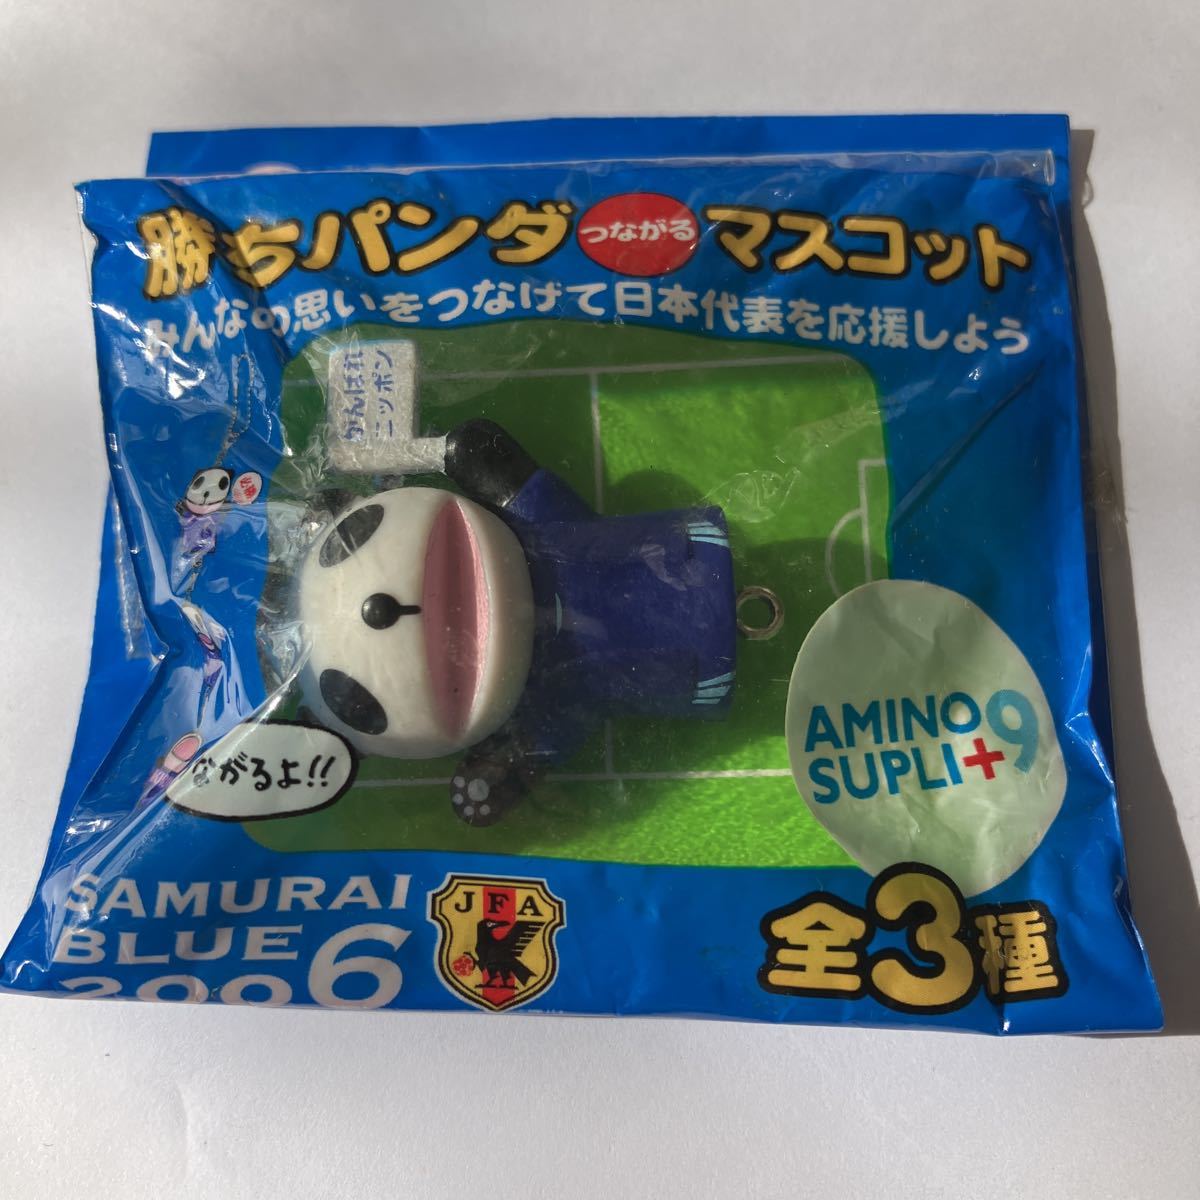 勝ちパンダ つながる マスコット
みんなの思いをつなげて日本代表を応援しよう
がんばれ
ニッポン
ながるよ!!
AMINO
SUPLI+9
SAMURAI
BLUE
2006
JFA
全3種